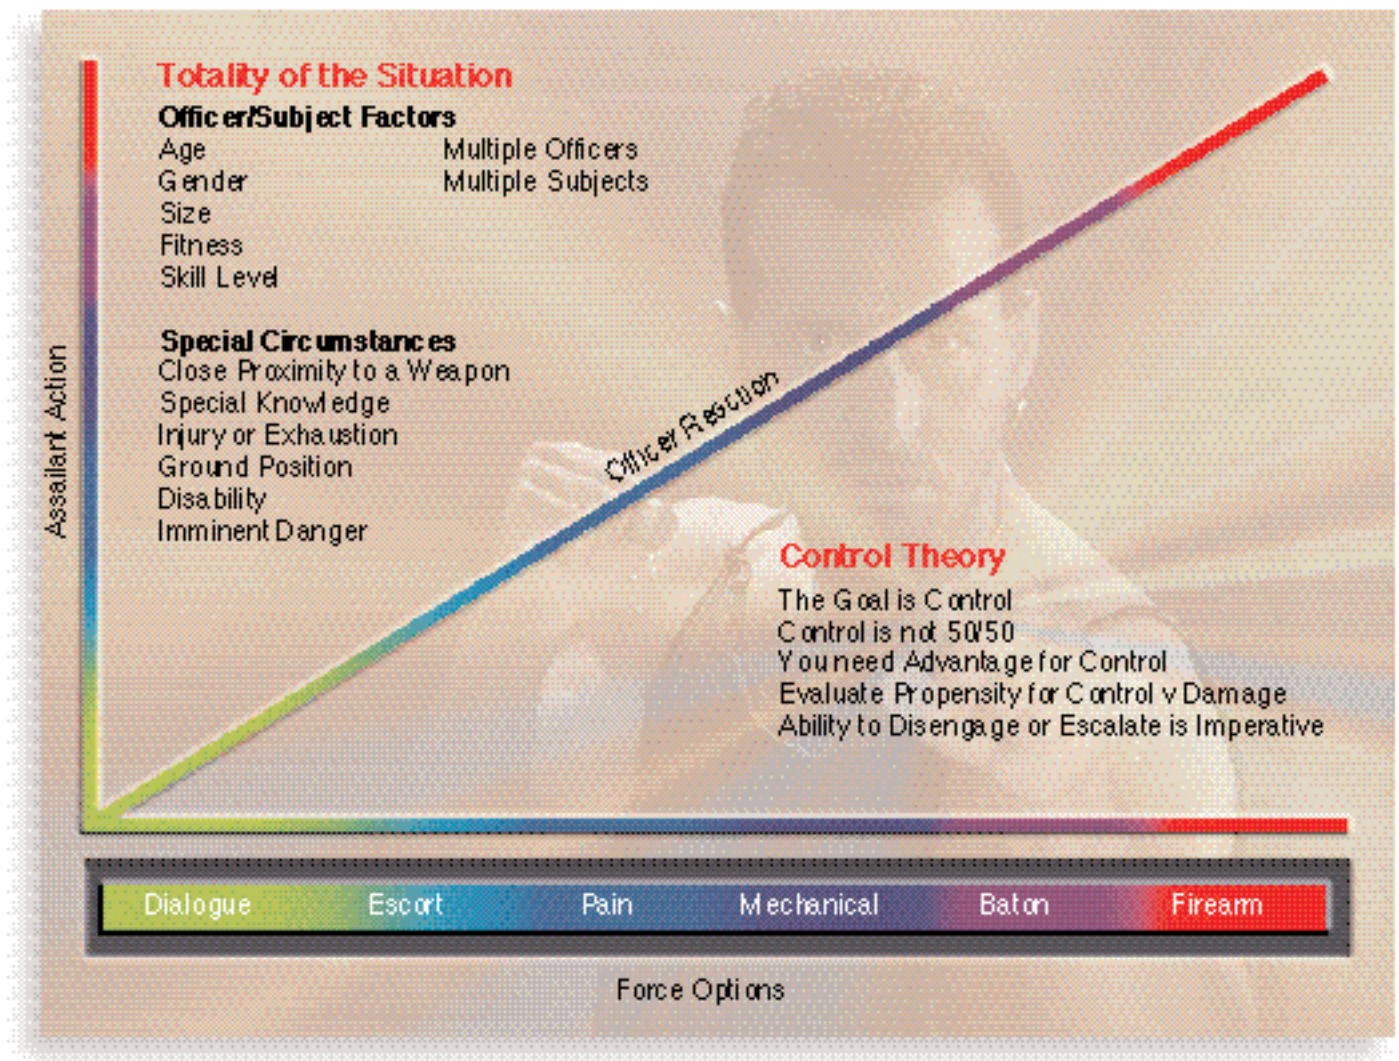 Totality of the Situation
Officer/Subject Factors
Age
Gender
Size
Fitness
Skill Level
Multiple Officers
Multiple Subjects
Special Circumstances
Close Proximity to a Weapon
Special Knowledge
Injury or Exhaustion
Ground Position
Disability
Imminent Danger
Assailant Action
Officer Reaction
Control Theory
The Goal is Control
Control is not 50/50
You need Advantage for Control
Evaluate Propensity for Control v Damage
Ability to Disengage or Escalate is Imperative
Dialogue Escort Pain Mechanical Baton Firearm
Force Options